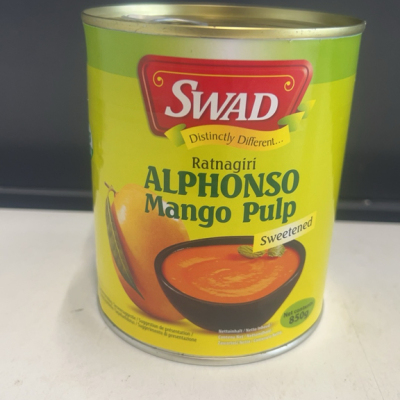 SWAD
Distinctly Different...
Ratnagiri
ALPHONSO
Mango Pulp
Sweetened
850g